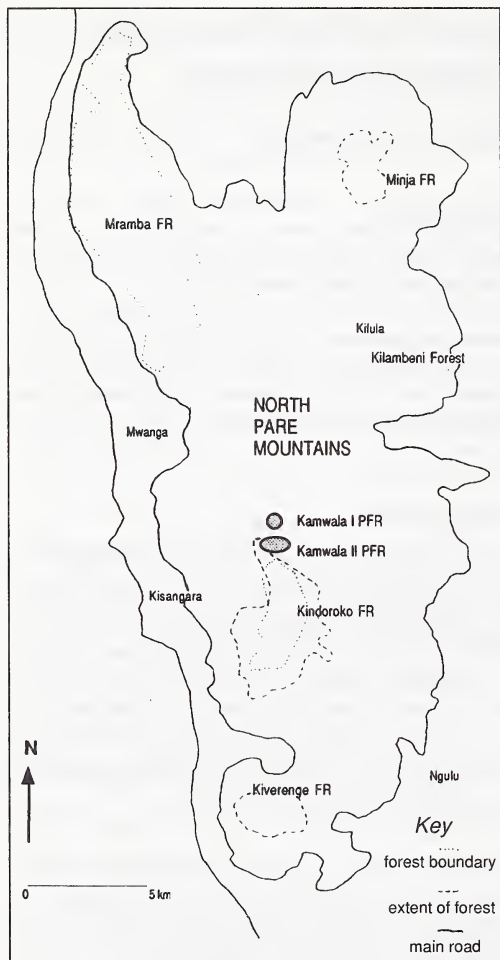 Minja FR
Mramba FR
Kilula
Kilambeni Forest
NORTH
PARE
MOUNTAINS
Mwanga
Kamwala I PFR
Kamwala II PFR
Kisangara
Kindoroko FR
N
Ngulu
Kiverenge FR
Key
forest boundary
0
5 km
extent of forest
main road